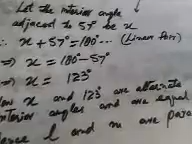 Let the interior angle
adjacent to 57° be x
∴ x + 57° = 180° ... (Linear Pair)
⇒ x = 180° - 57°
⇒ x = 123°
Now x and 123° are alternate
interior angles and are equal
Hence l and m are para